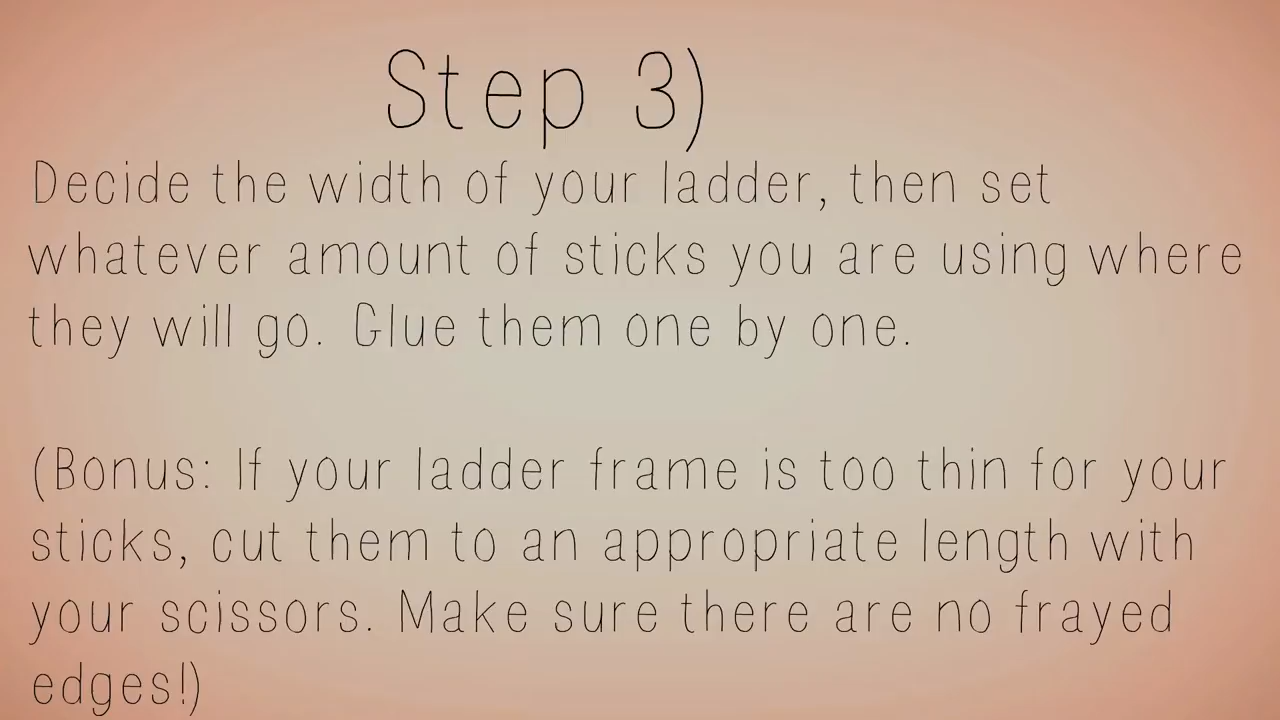 Step 3)
Decide the width of your ladder, then set
whatever amount of sticks you are using where
they will go. Glue them one by one.
(Bonus: If your ladder frame is too thin for your
sticks, cut them to an appropriate length with
your scissors. Make sure there are no frayed
edges!)